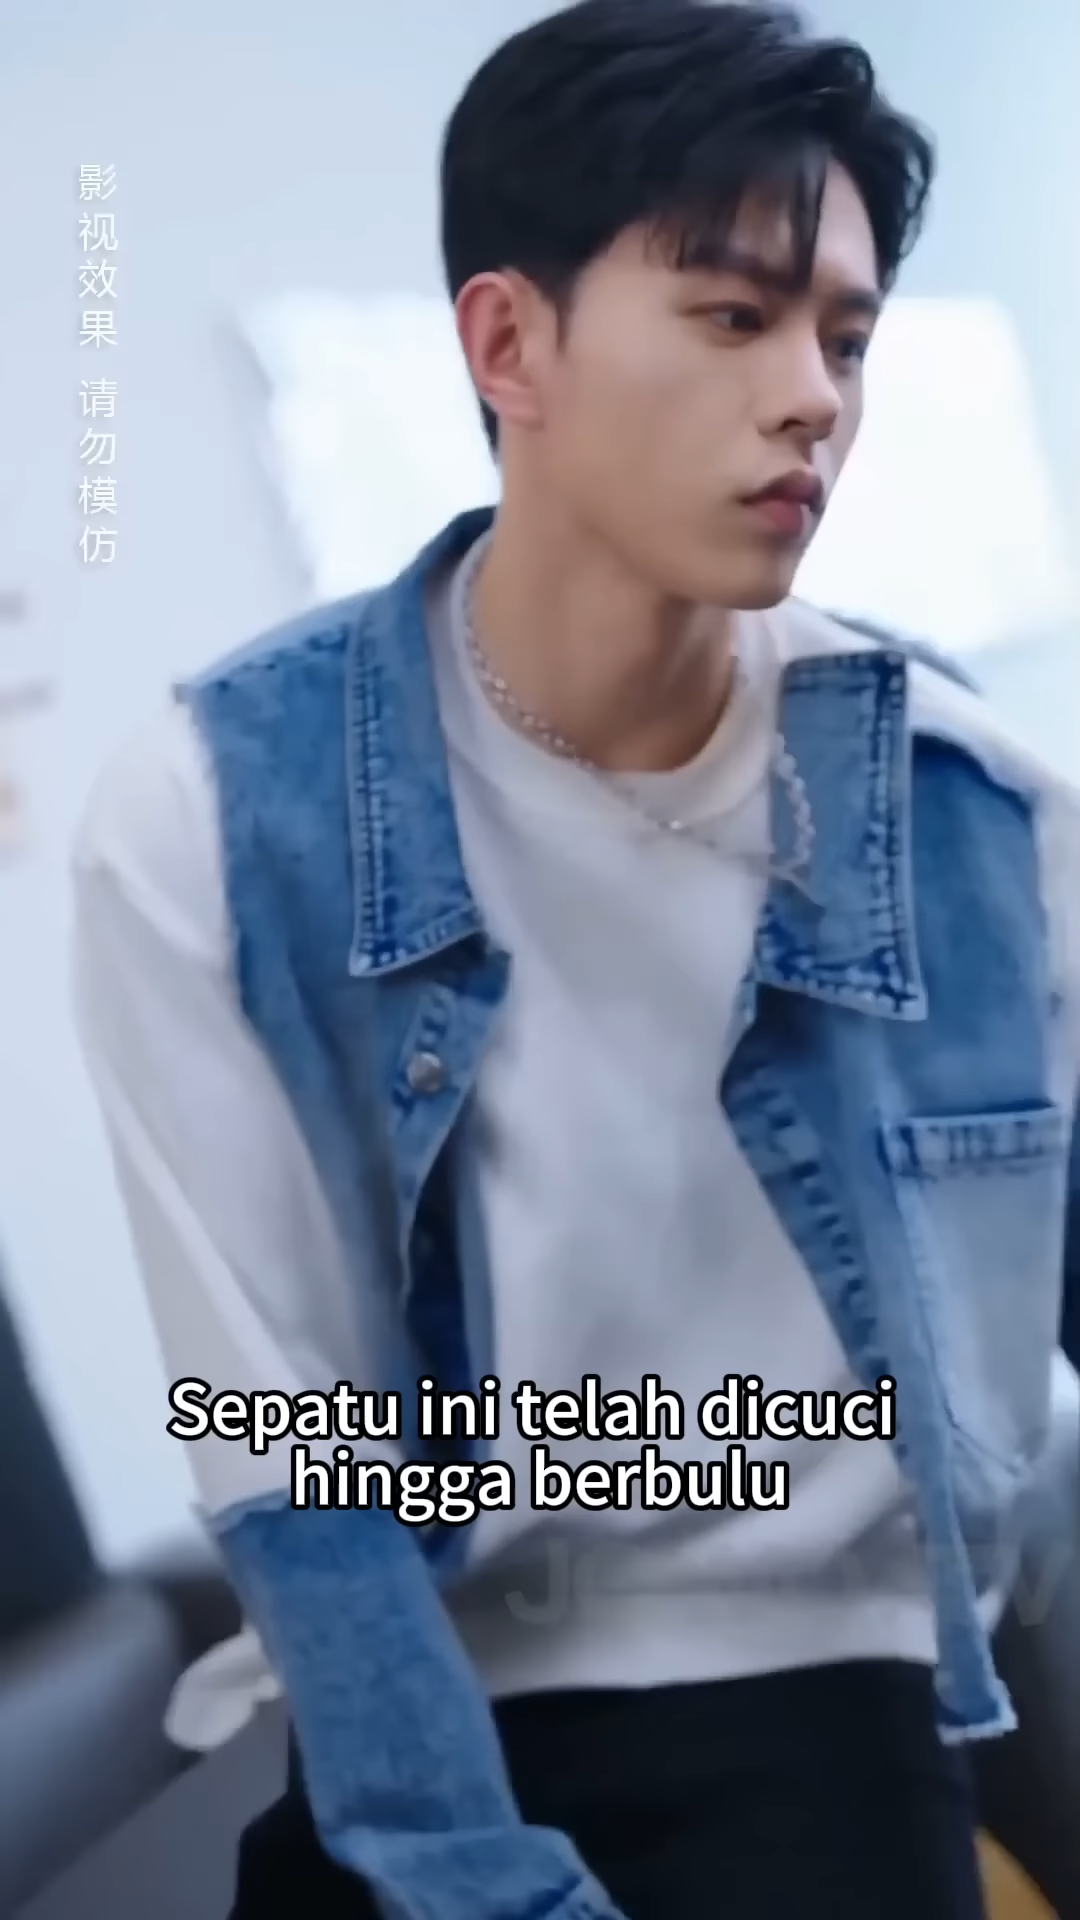 影视效果 请勿模仿
Sepatu ini telah dicuci
hingga berbulu